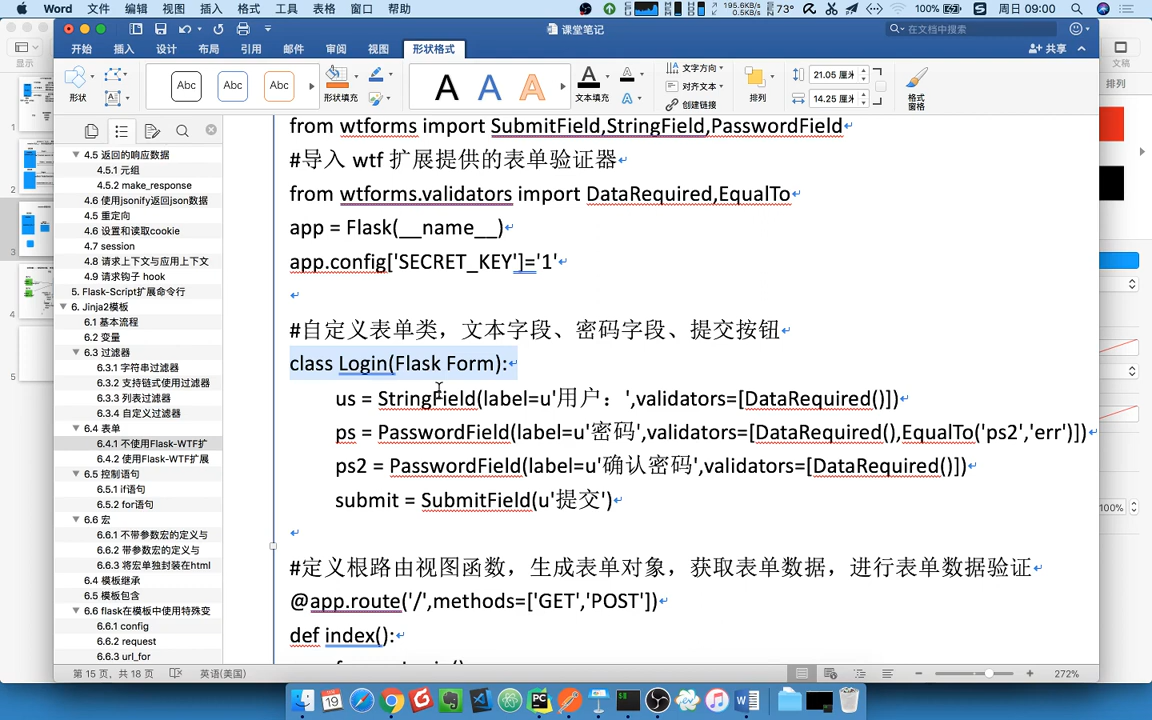 Word 文件 编辑 视图 插入 格式 工具 表格 窗口 帮助 195.6KB/s 0.5KB/s 73° 100% 周日 09:00
课堂笔记 在文档中搜索
开始 插入 设计 布局 引用 邮件 审阅 视图 形状格式 共享
显示 文稿
形状 Abc Abc Abc 形状填充 A A A 文本填充 文字方向 对齐文本 创建链接 排列 21.05 厘米 14.25 厘米 格式窗格 排列
from wtforms import SubmitField,StringField,PasswordField
#导入 wtf 扩展提供的表单验证器
from wtforms.validators import DataRequired,EqualTo
app = Flask(__name__)
app.config['SECRET_KEY']='1'
#自定义表单类，文本字段、密码字段、提交按钮
class Login(Flask Form):
us = StringField(label=u'用户：',validators=[DataRequired()])
ps = PasswordField(label=u'密码',validators=[DataRequired(),EqualTo('ps2','err')])
ps2 = PasswordField(label=u'确认密码',validators=[DataRequired()])
submit = SubmitField(u'提交')
#定义根路由视图函数，生成表单对象，获取表单数据，进行表单数据验证
@app.route('/',methods=['GET','POST'])
def index():
4.5 返回的响应数据
4.5.1 元组
4.5.2 make_response
4.6 使用jsonify返回json数据
4.5 重定向
4.6 设置和读取cookie
4.7 session
4.8 请求上下文与应用上下文
4.9 请求钩子 hook
5. Flask-Script扩展命令行
6. Jinja2模板
6.1 基本流程
6.2 变量
6.3 过滤器
6.3.1 字符串过滤器
6.3.2 支持链式使用过滤器
6.3.3 列表过滤器
6.3.4 自定义过滤器
6.4 表单
6.4.1 不使用Flask-WTF扩
6.4.2 使用Flask-WTF扩展
6.5 控制语句
6.5.1 if语句
6.5.2 for语句
6.6 宏
6.6.1 不带参数宏的定义与
6.6.2 带参数宏的定义与
6.6.3 将宏单独封装在html
6.4 模板继承
6.5 模板包含
6.6 flask在模板中使用特殊变
6.6.1 config
6.6.2 request
6.6.3 url_for
1
2
3
4
5
100%
第 15 页，共 18 页 英语(美国) 272%